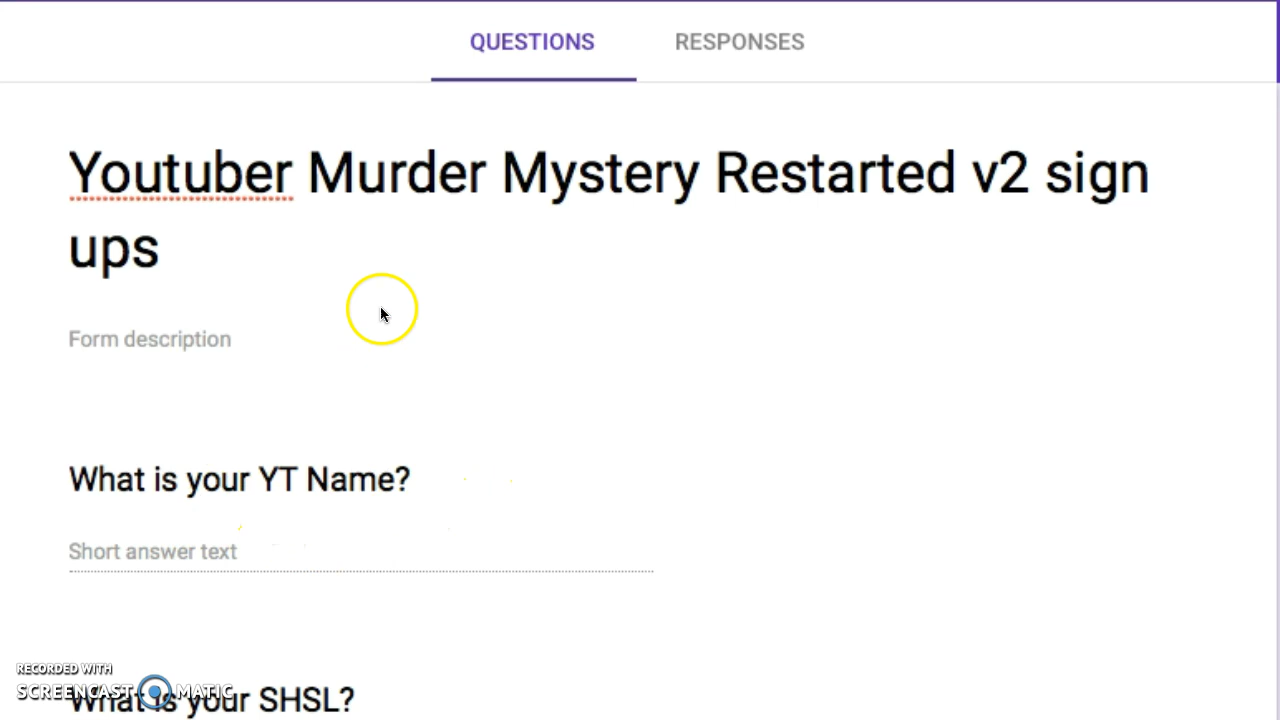 QUESTIONS RESPONSES
Youtuber Murder Mystery Restarted v2 sign
ups
Form description
What is your YT Name?
Short answer text
RECORDED WITH
SCREENCAST MATIC
What is your SHSL?